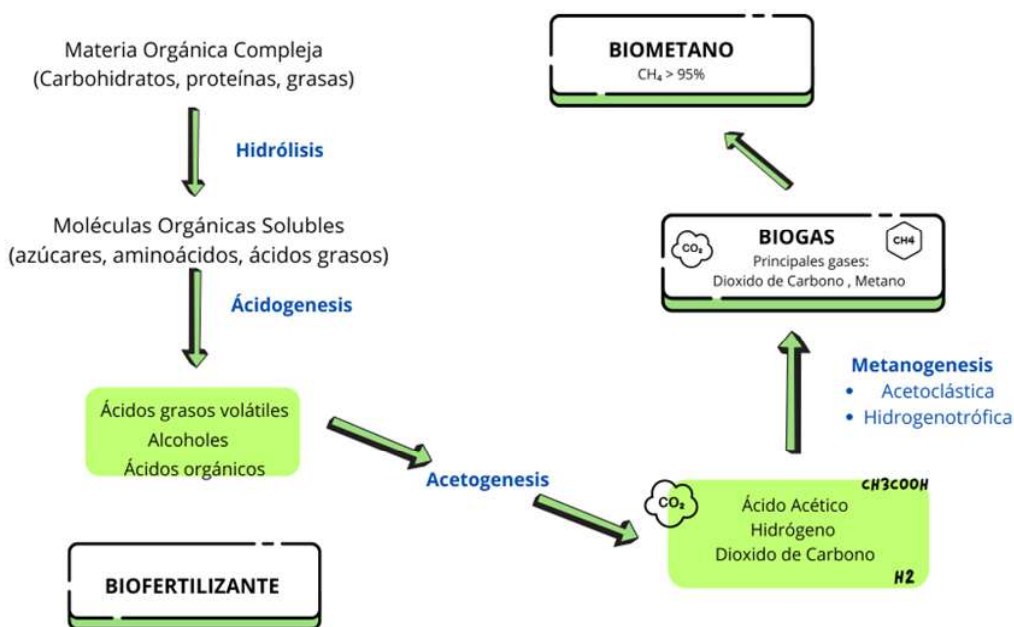 Materia Orgánica Compleja
(Carbohidratos, proteínas, grasas)
Hidrólisis
Moléculas Orgánicas Solubles
(azúcares, aminoácidos, ácidos grasos)
Ácidogenesis
Ácidos grasos volátiles
Alcoholes
Ácidos orgánicos
Acetogenesis
CO₂
CH3COOH
Ácido Acético
Hidrógeno
Dioxido de Carbono
H2
Metanogenesis
• Acetoclástica
• Hidrogenotrófica
CO₂
BIOGAS
CH4
Principales gases:
Dioxido de Carbono , Metano
BIOMETANO
CH₄ > 95%
BIOFERTILIZANTE